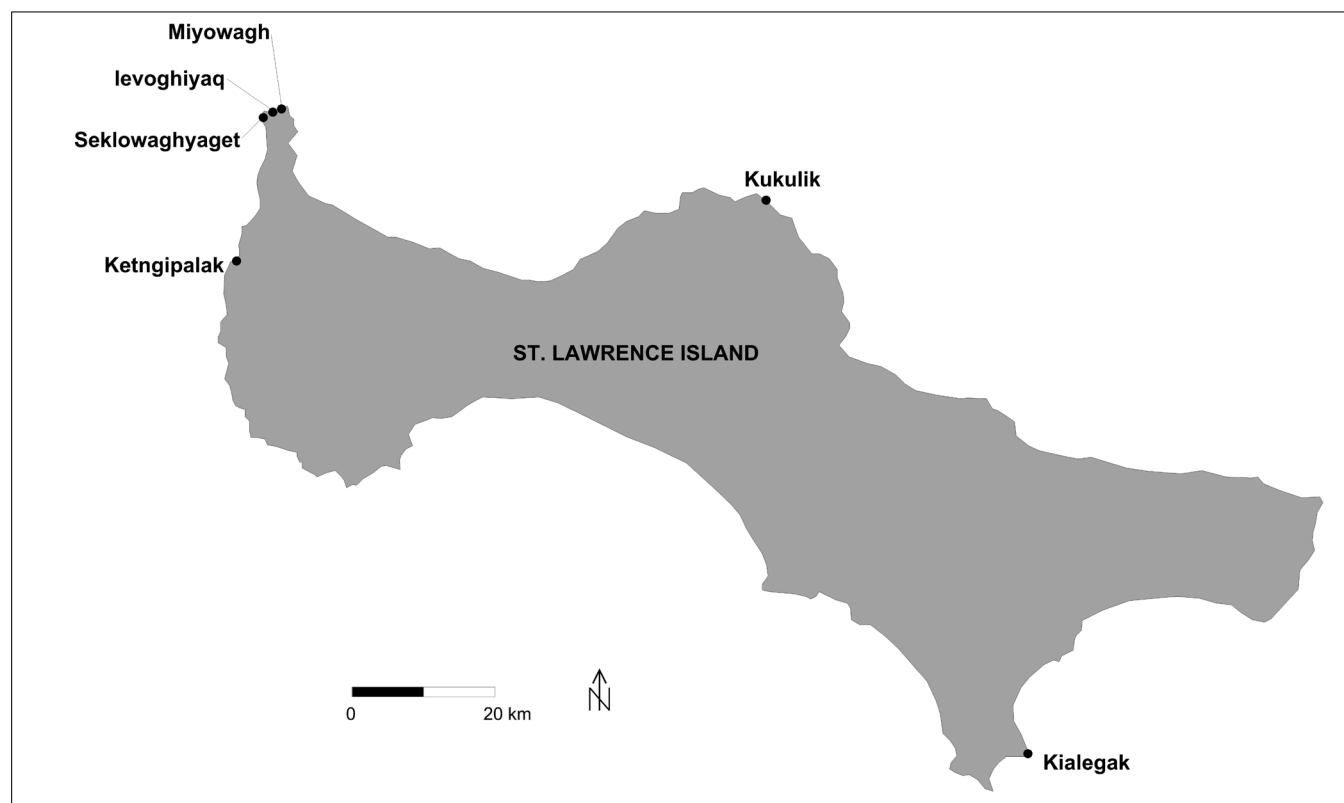 Miyowagh
Ievoghiyaq
Seklowaghyaget
Kukulik
Ketngipalak
ST. LAWRENCE ISLAND
N
0 20 km
Kialegak